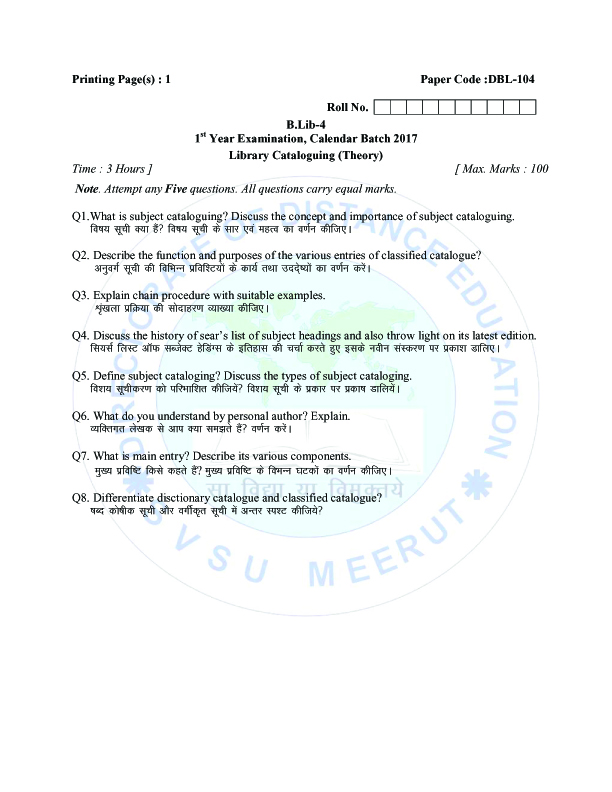 Printing Page(s) : 1 Paper Code :DBL-104
Roll No.
B.Lib-4
1st Year Examination, Calendar Batch 2017
Library Cataloguing (Theory)
Time : 3 Hours ] [ Max. Marks : 100
Note. Attempt any Five questions. All questions carry equal marks.
Q1.What is subject cataloguing? Discuss the concept and importance of subject cataloguing.
विषय सूची क्या हैं? विषय सूची के सार एवं महत्व का वर्णन कीजिए।
Q2. Describe the function and purposes of the various entries of classified catalogue?
अनुवर्ग सूची की विभिन्न प्रविश्टियों के कार्य तथा उददेष्यों का वर्णन करें।
Q3. Explain chain procedure with suitable examples.
शृंखला प्रक्रिया की सोदाहरण व्याख्या कीजिए।
Q4. Discuss the history of sear's list of subject headings and also throw light on its latest edition.
सियर्स लिस्ट ऑफ सब्जेक्ट हेडिंग्स के इतिहास की चर्चा करते हुए इसके नवीन संस्करण पर प्रकाश डालिए।
Q5. Define subject cataloging? Discuss the types of subject cataloging.
विशय सूचीकरण को परिभाशित कीजिये? विशय सूची के प्रकार पर प्रकाष डालियें।
Q6. What do you understand by personal author? Explain.
व्यक्तिगत लेखक से आप क्या समझते हैं? वर्णन करें।
Q7. What is main entry? Describe its various components.
मुख्य प्रविष्टि किसे कहते हैं? मुख्य प्रविष्टि के विभन्न घटकों का वर्णन कीजिए।
Q8. Differentiate disctionary catalogue and classified catalogue?
षब्द कोषीक सूची और वर्गीकृत सूची में अन्तर स्पश्ट कीजिये?
DIRECTORATE OF DISTANCE EDUCATION
सा विद्या या विमुक्तये
SVSU MEERUT